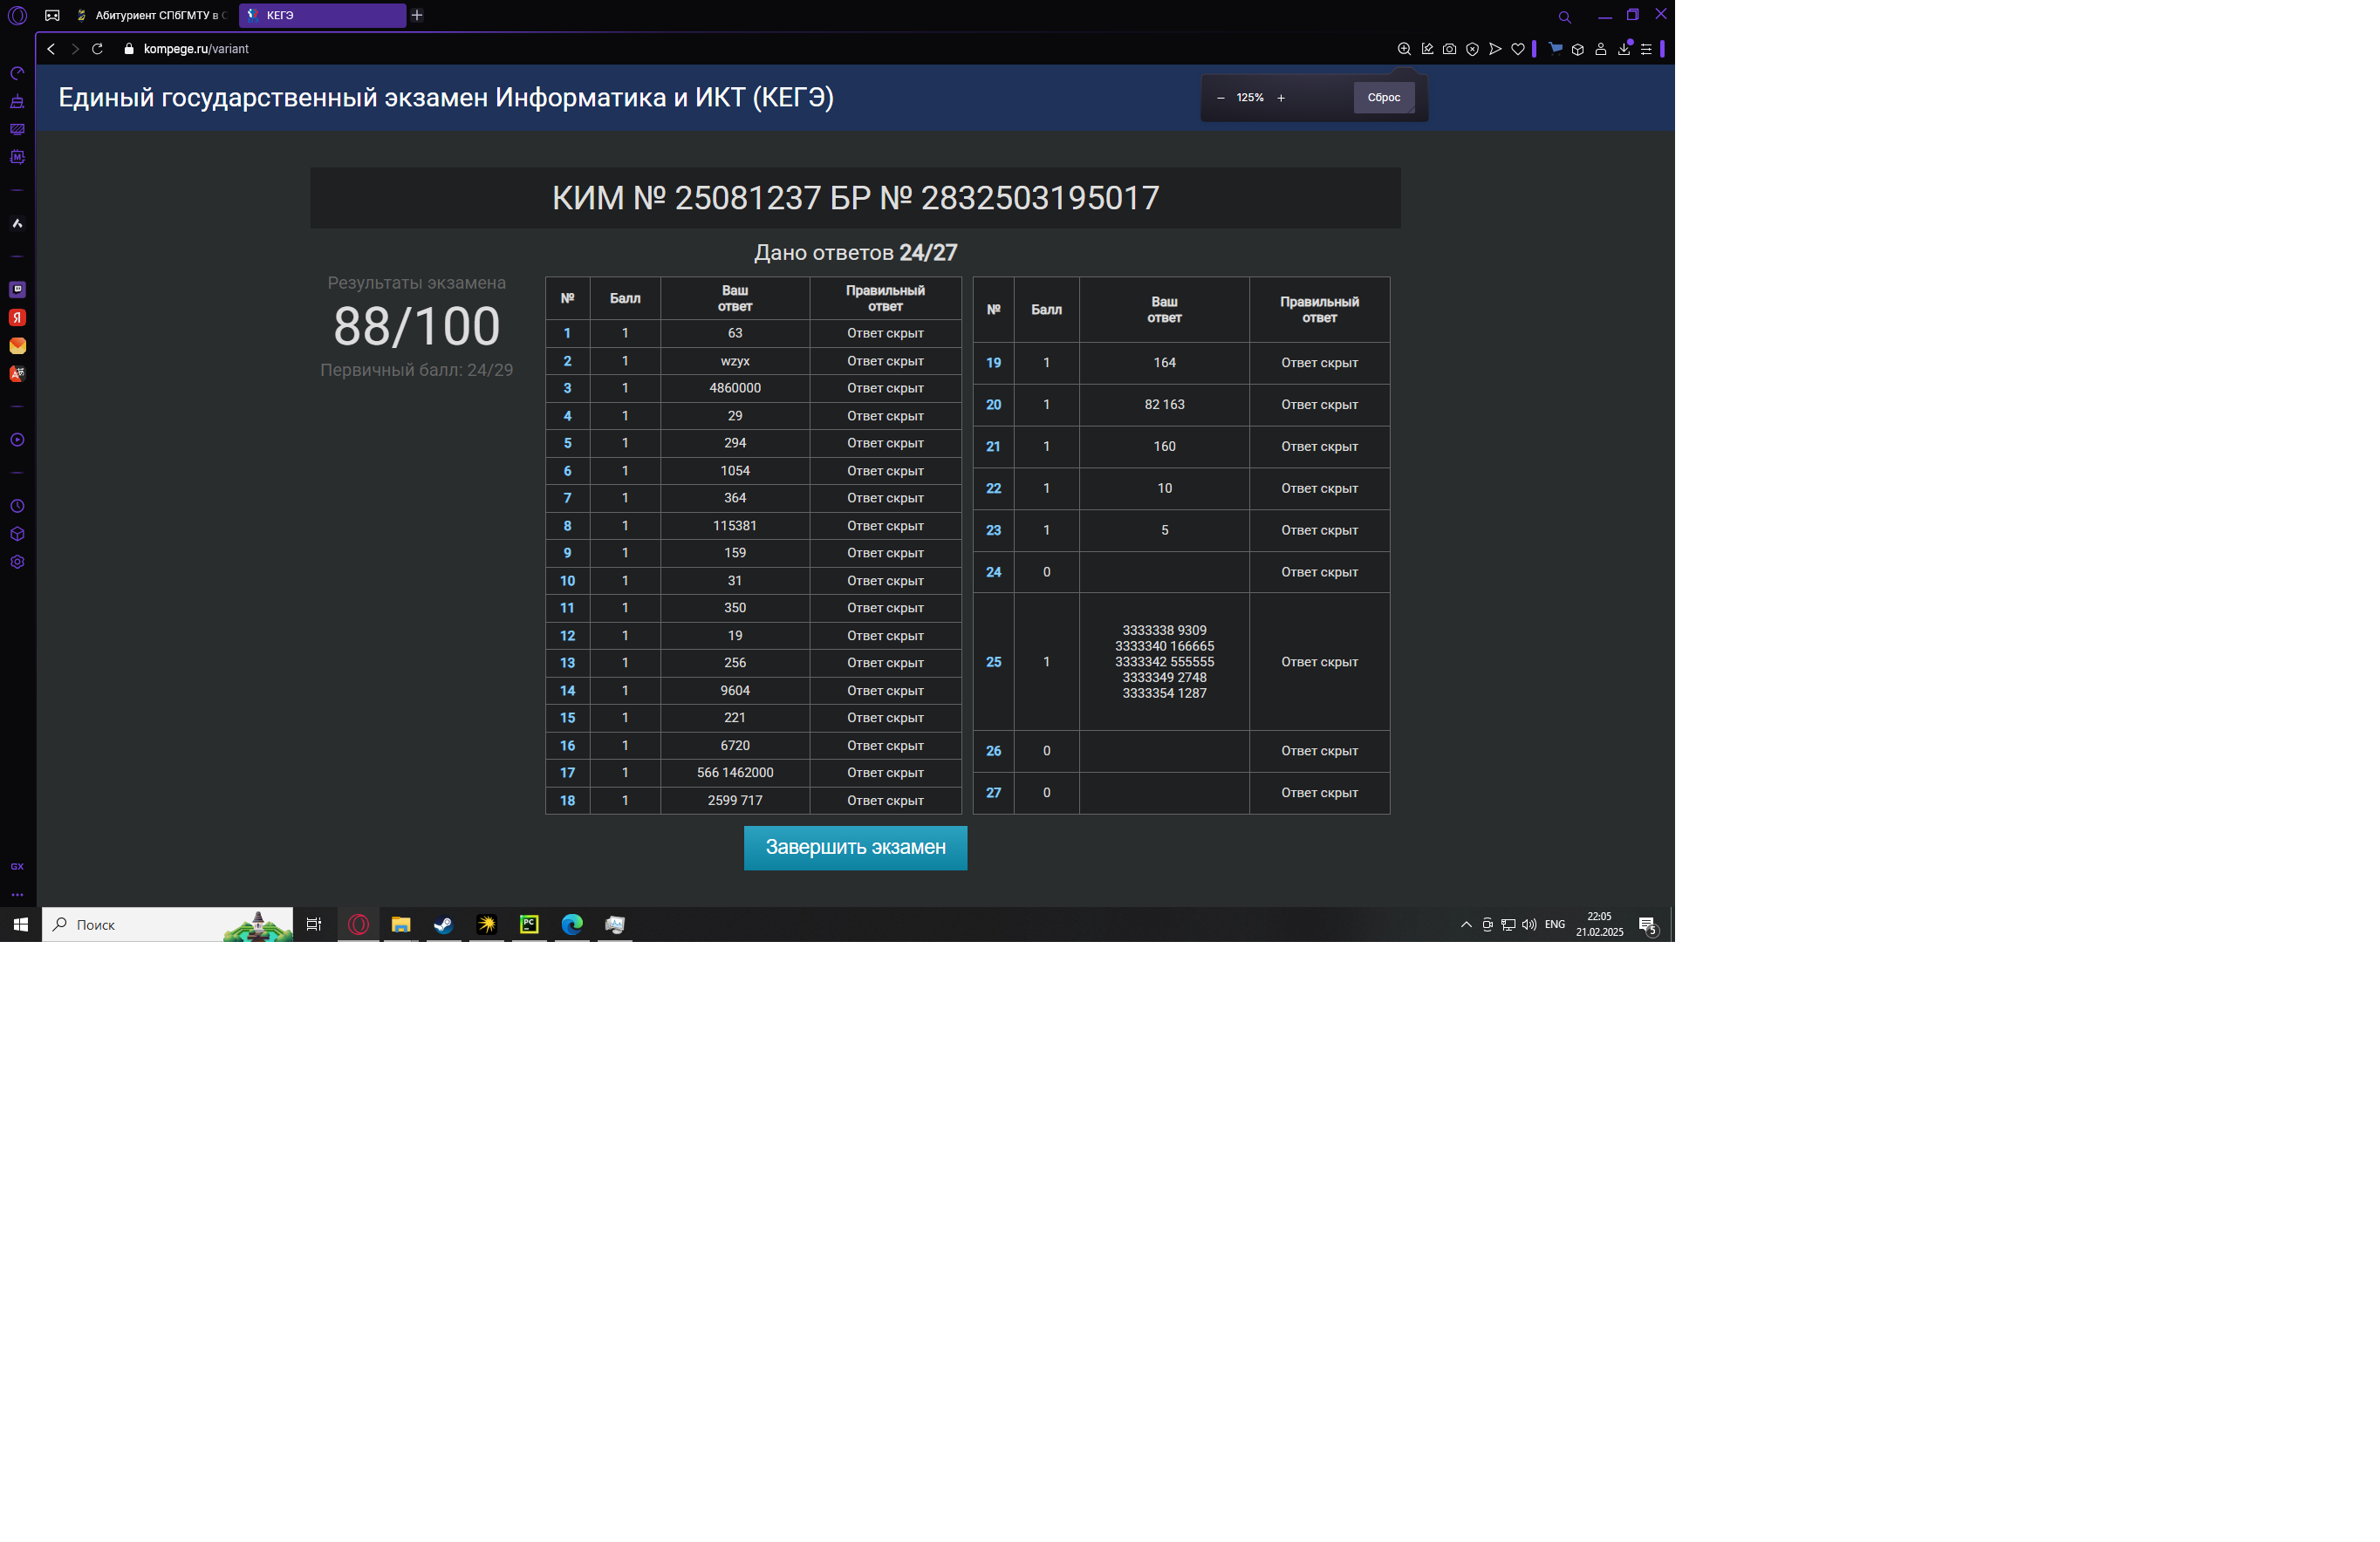 Абитуриент СПбГМТУ в С
КЕГЭ
kompege.ru/variant
Единый государственный экзамен Информатика и ИКТ (КЕГЭ)
− 125% + Сброс
КИМ № 25081237 БР № 2832503195017
Дано ответов 24/27
Результаты экзамена
88/100
Первичный балл: 24/29
№ Балл Ваш ответ Правильный ответ
1 1 63 Ответ скрыт
2 1 wzyx Ответ скрыт
3 1 4860000 Ответ скрыт
4 1 29 Ответ скрыт
5 1 294 Ответ скрыт
6 1 1054 Ответ скрыт
7 1 364 Ответ скрыт
8 1 115381 Ответ скрыт
9 1 159 Ответ скрыт
10 1 31 Ответ скрыт
11 1 350 Ответ скрыт
12 1 19 Ответ скрыт
13 1 256 Ответ скрыт
14 1 9604 Ответ скрыт
15 1 221 Ответ скрыт
16 1 6720 Ответ скрыт
17 1 566 1462000 Ответ скрыт
18 1 2599 717 Ответ скрыт
№ Балл Ваш ответ Правильный ответ
19 1 164 Ответ скрыт
20 1 82 163 Ответ скрыт
21 1 160 Ответ скрыт
22 1 10 Ответ скрыт
23 1 5 Ответ скрыт
24 0 Ответ скрыт
3333338 9309
3333340 166665
25 1 3333342 555555 Ответ скрыт
3333349 2748
3333354 1287
26 0 Ответ скрыт
27 0 Ответ скрыт
Завершить экзамен
GX
Поиск
PC
ENG
22:05
21.02.2025
5